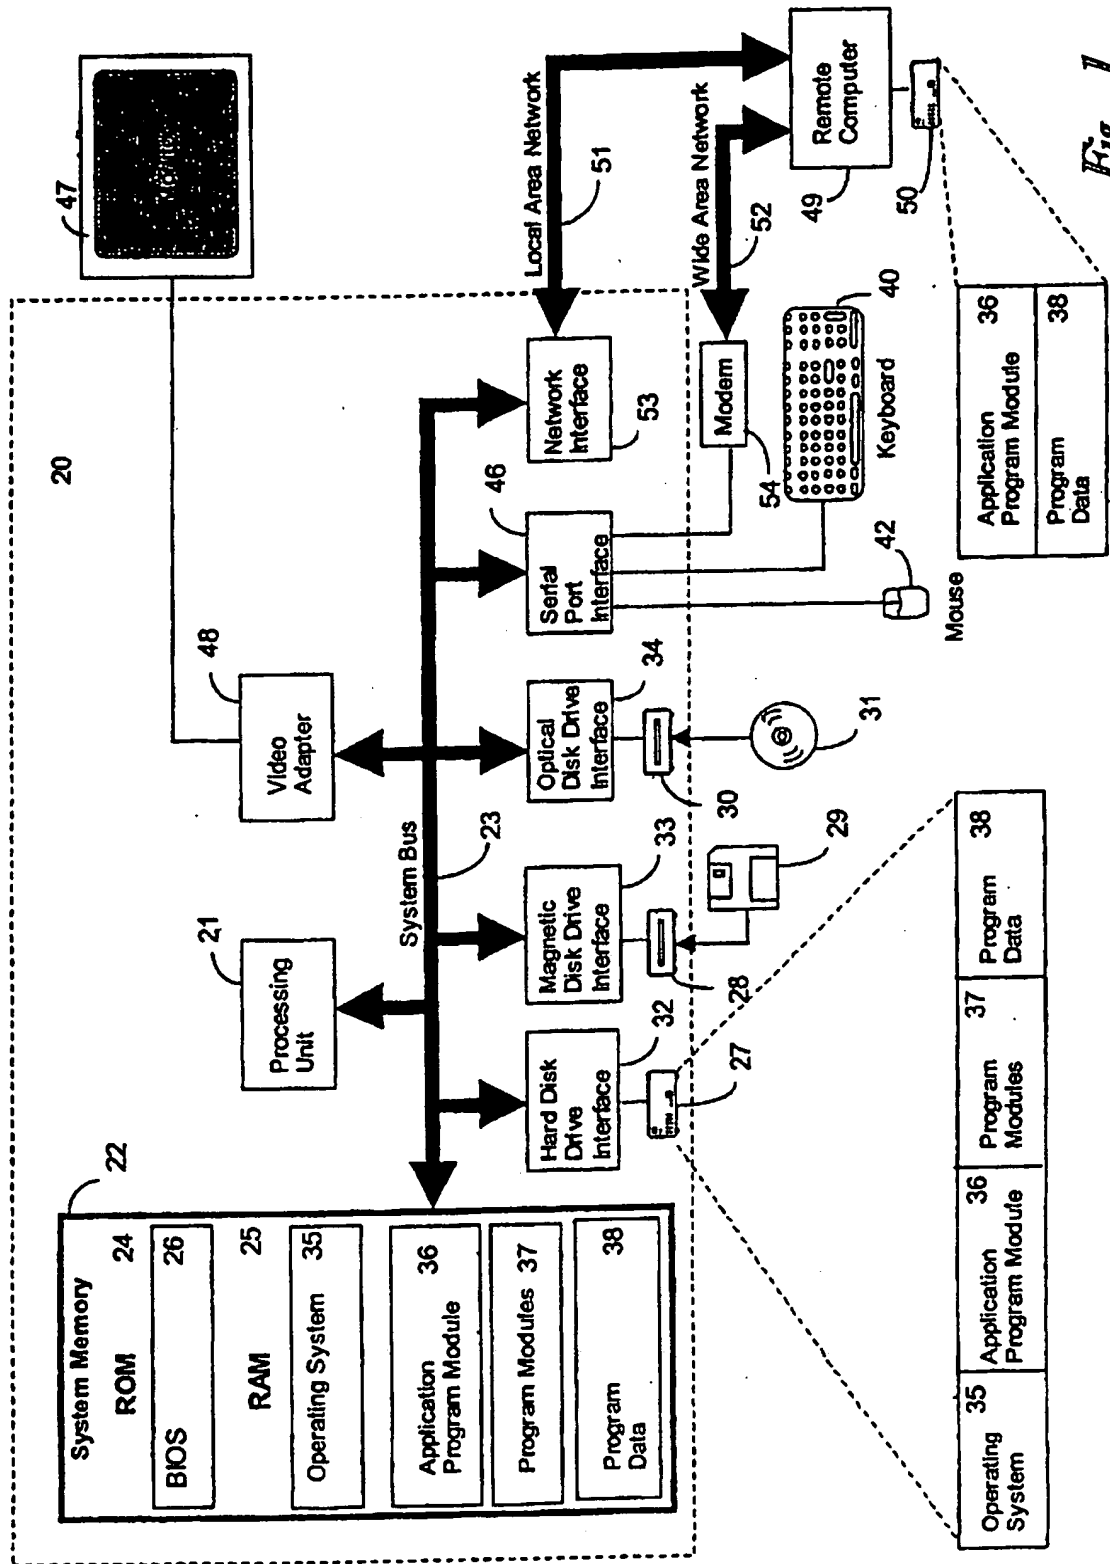 System Memory
22
ROM 24
BIOS 26
RAM 25
Operating System 35
Application
Program Module
36
Program Modules 37
Program
Data
38
20
Processing
Unit
21
Video
Adapter
48
47
Monitor
System Bus
23
Hard Disk
Drive
Interface
32
Magnetic
Disk Drive
Interface
33
Optical
Disk Drive
Interface
34
Serial
Port
Interface
46
Network
Interface
53
Local Area Network
51
27
28
29
30
31
Modem
54
Wide Area Network
52
Remote
Computer
49
50
Keyboard
40
Mouse
42
Operating
System
35
Application
Program Module
36
Program
Modules
37
Program
Data
38
Application
Program Module
36
Program
Data
38
Fig. 1